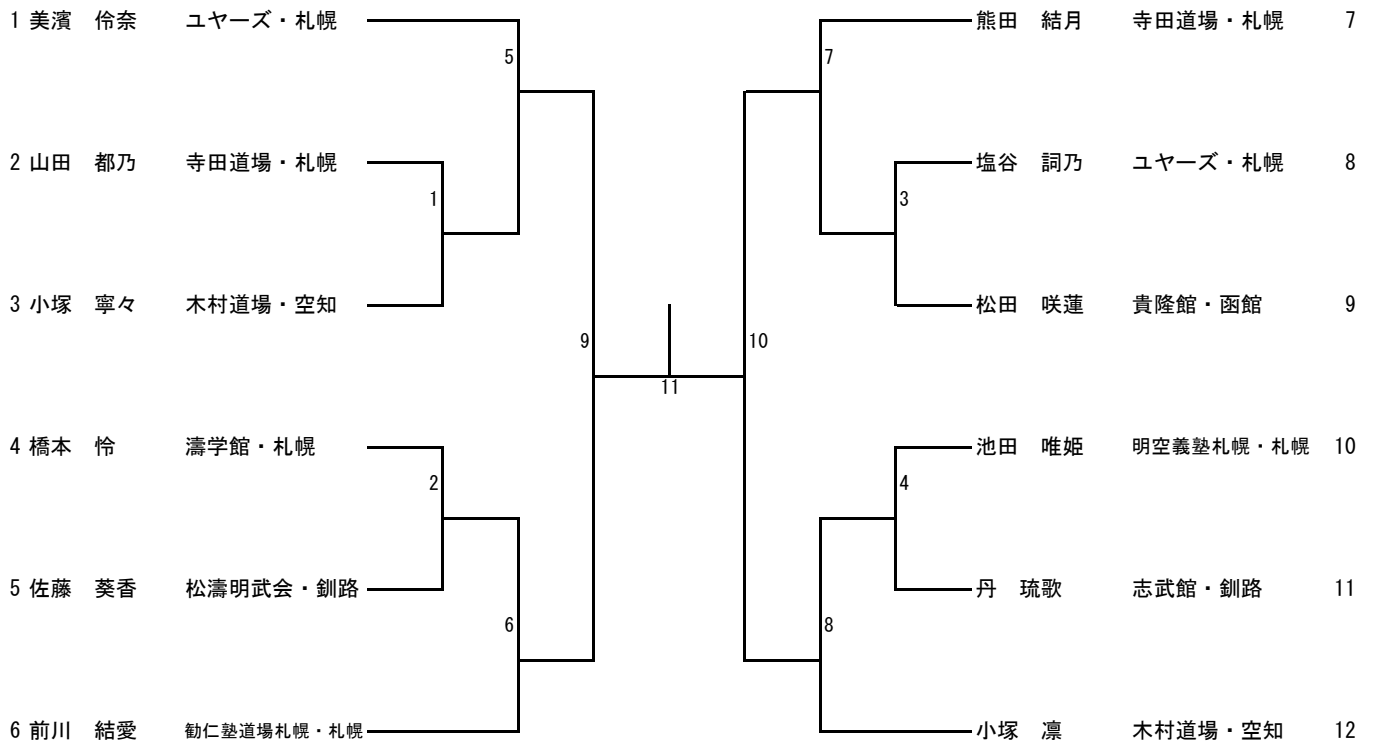 1 美濱　伶奈　ユヤーズ・札幌
熊田　結月　寺田道場・札幌　7
5
7
2 山田　都乃　寺田道場・札幌
塩谷　詞乃　ユヤーズ・札幌　8
1
3
3 小塚　寧々　木村道場・空知
松田　咲蓮　貴隆館・函館　9
9
10
11
4 橋本　怜　濤学館・札幌
池田　唯姫　明空義塾札幌・札幌　10
2
4
5 佐藤　葵香　松濤明武会・釧路
丹　琉歌　志武館・釧路　11
6
8
6 前川　結愛　勧仁塾道場札幌・札幌
小塚　凛　木村道場・空知　12